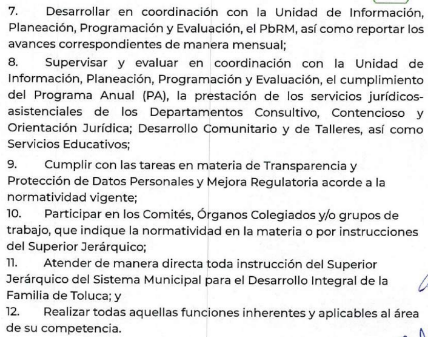 7. Desarrollar en coordinación con la Unidad de Información,
Planeación, Programación y Evaluación, el PbRM, así como reportar los
avances correspondientes de manera mensual;
8. Supervisar y evaluar en coordinación con la Unidad de
Información, Planeación, Programación y Evaluación, el cumplimiento
del Programa Anual (PA), la prestación de los servicios jurídicos-
asistenciales de los Departamentos Consultivo, Contencioso y
Orientación Jurídica; Desarrollo Comunitario y de Talleres, así como
Servicios Educativos;
9. Cumplir con las tareas en materia de Transparencia y
Protección de Datos Personales y Mejora Regulatoria acorde a la
normatividad vigente;
10. Participar en los Comités, Órganos Colegiados y/o grupos de
trabajo, que indique la normatividad en la materia o por instrucciones
del Superior Jerárquico;
11. Atender de manera directa toda instrucción del Superior
Jerárquico del Sistema Municipal para el Desarrollo Integral de la
Familia de Toluca; y
12. Realizar todas aquellas funciones inherentes y aplicables al área
de su competencia.